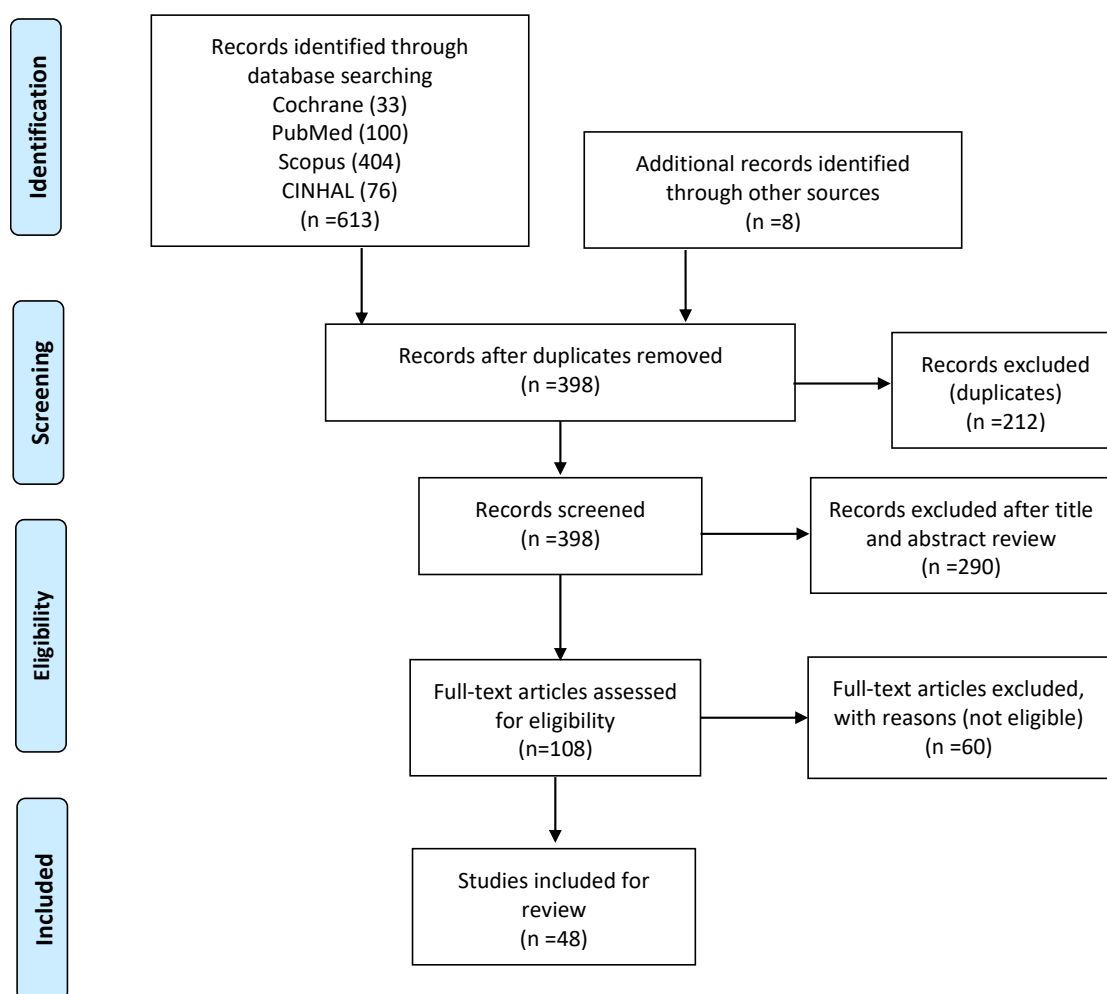 Identification
Records identified through
database searching
Cochrane (33)
PubMed (100)
Scopus (404)
CINHAL (76)
(n =613)
Additional records identified
through other sources
(n =8)
Screening
Records after duplicates removed
(n =398)
Records excluded
(duplicates)
(n =212)
Records screened
(n =398)
Records excluded after title
and abstract review
(n =290)
Eligibility
Full-text articles assessed
for eligibility
(n=108)
Full-text articles excluded,
with reasons (not eligible)
(n =60)
Included
Studies included for
review
(n =48)